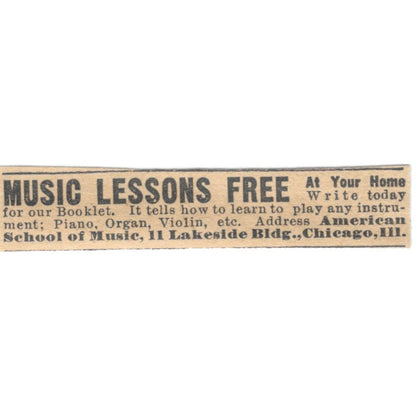 MUSIC LESSONS FREE At Your Home
Write today
for our Booklet. It tells how to learn to play any instru-
ment; Piano, Organ, Violin, etc. Address American
School of Music, 11 Lakeside Bldg., Chicago, Ill.